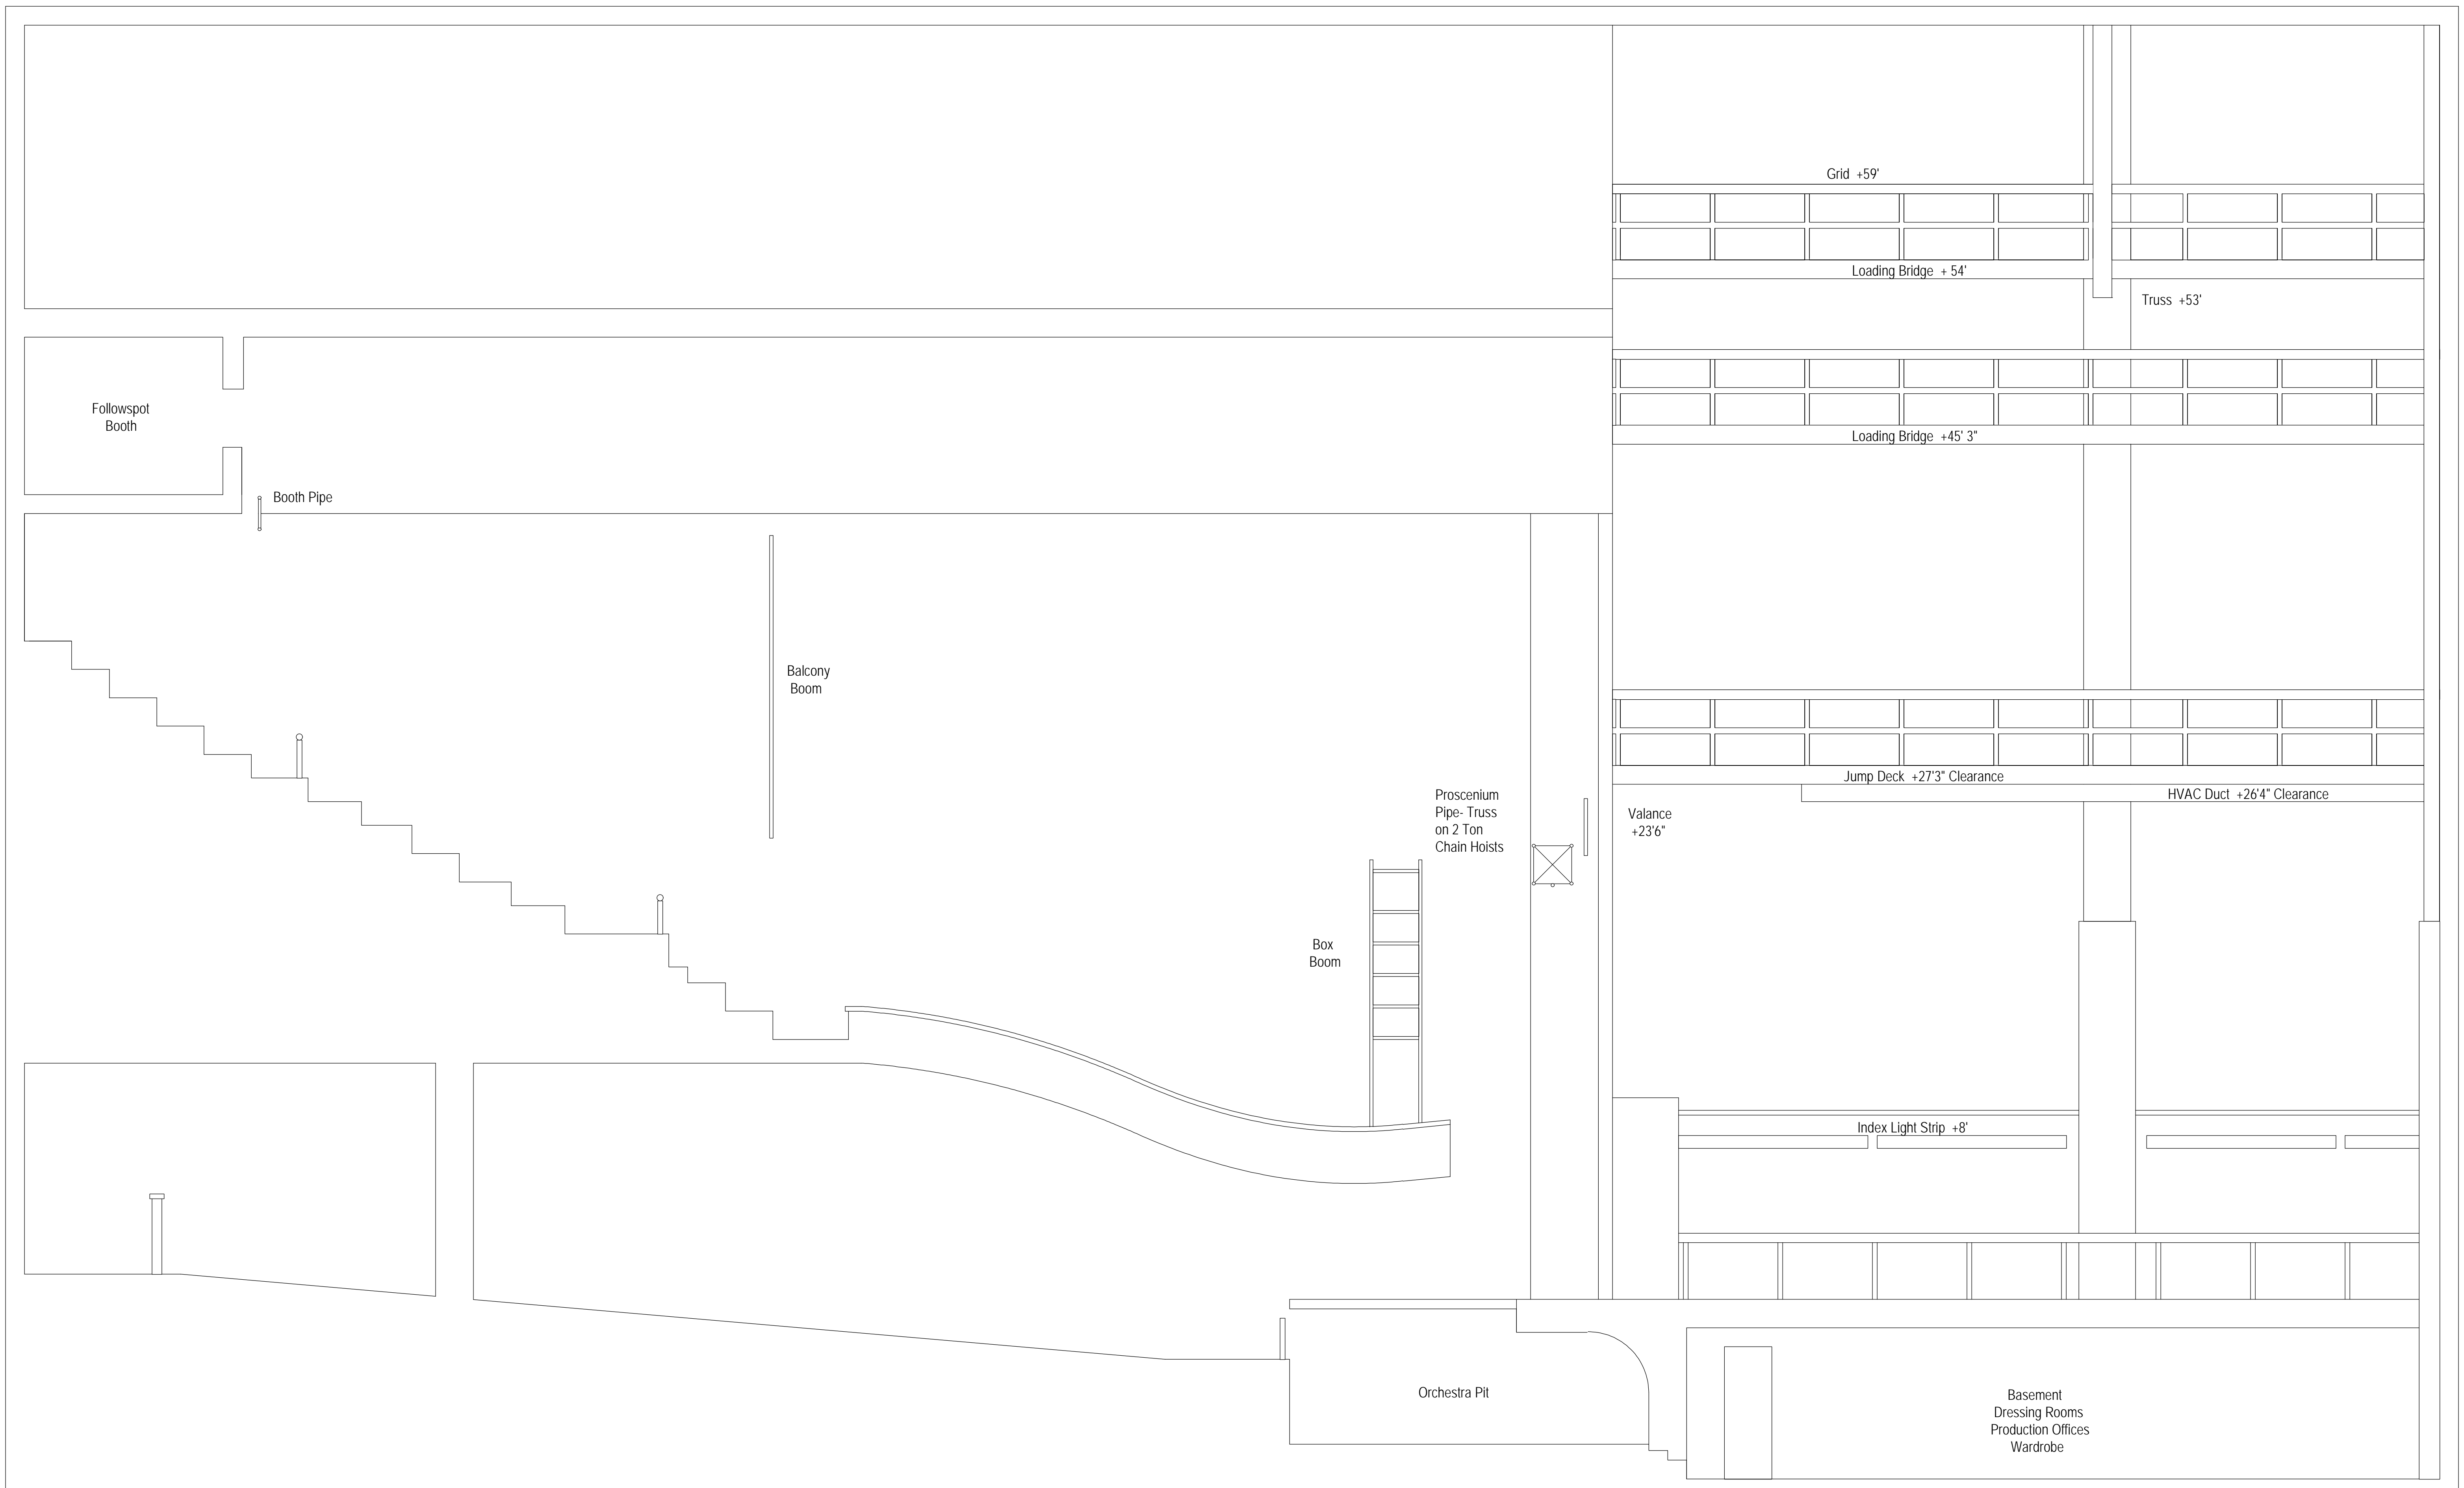 Grid +59'
Loading Bridge + 54'
Truss +53'
Followspot
Booth
Loading Bridge +45' 3"
Booth Pipe
Balcony
Boom
Jump Deck +27'3" Clearance
HVAC Duct +26'4" Clearance
Proscenium
Pipe- Truss
on 2 Ton
Chain Hoists
Valance
+23'6"
Box
Boom
Index Light Strip +8'
Orchestra Pit
Basement
Dressing Rooms
Production Offices
Wardrobe